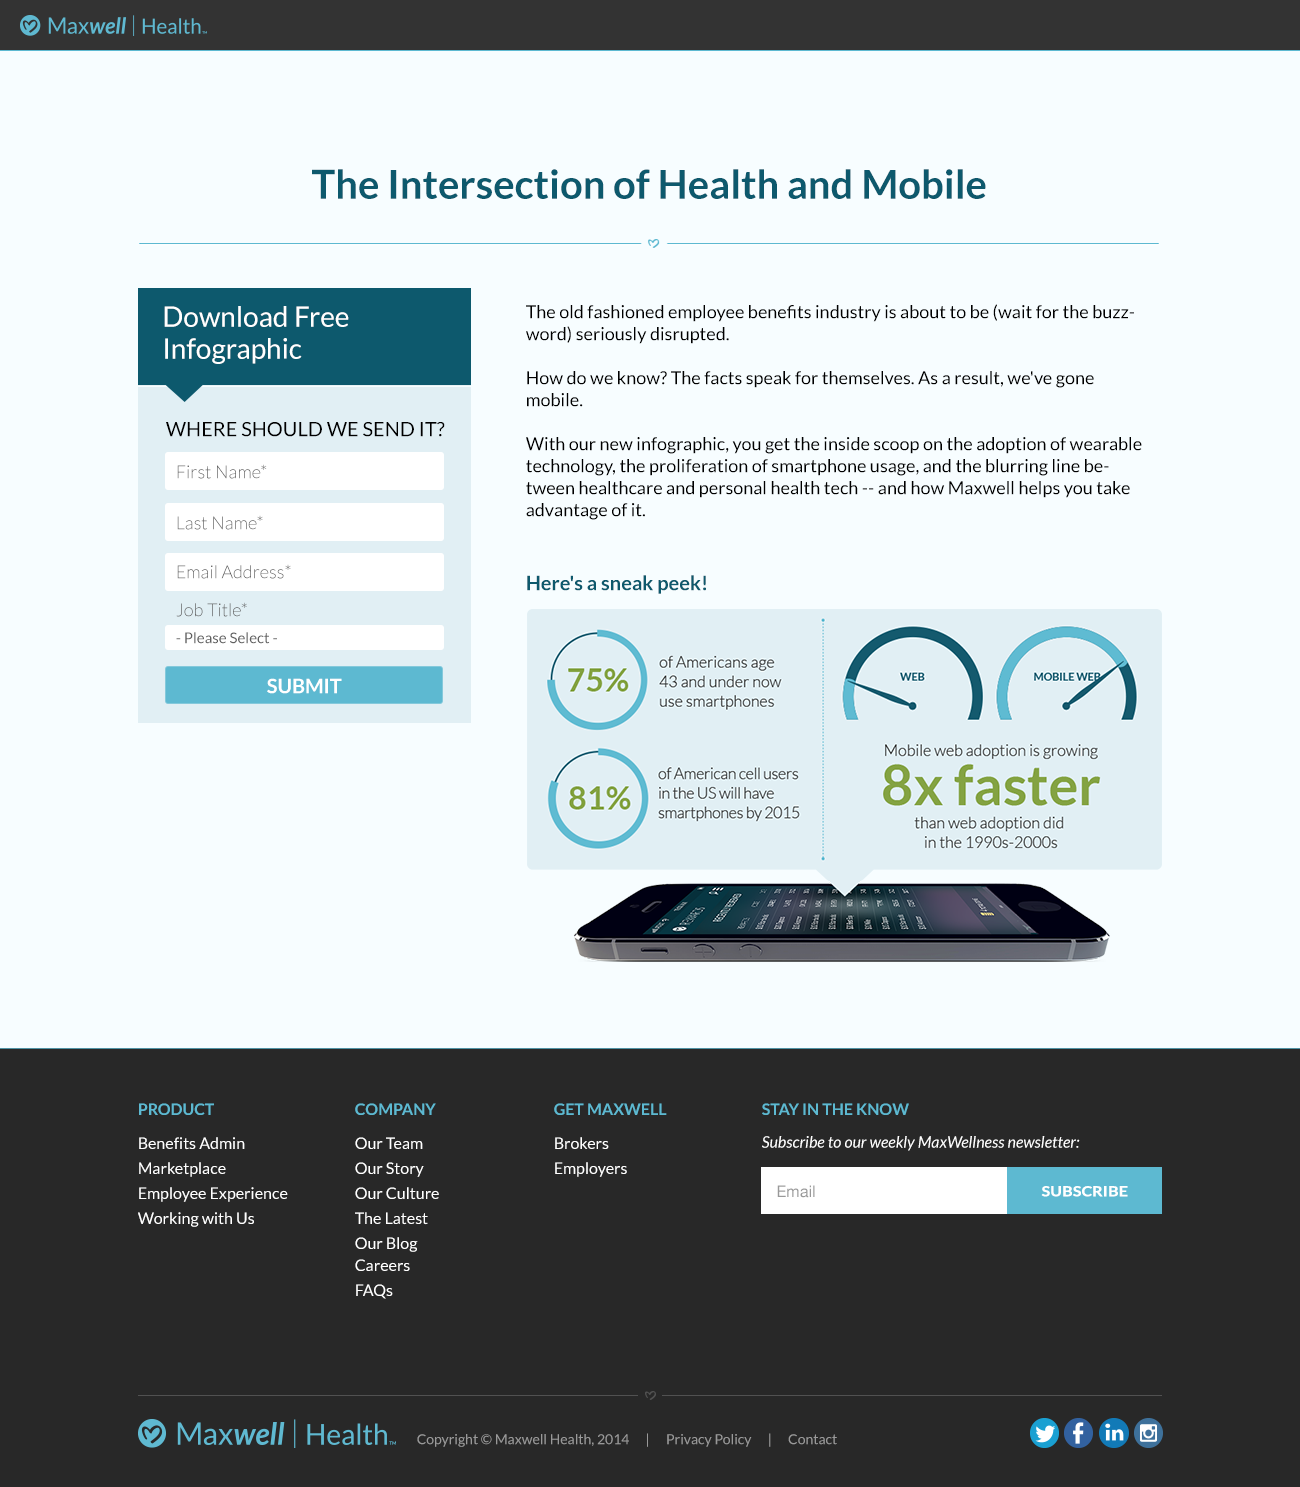 Maxwell | Health™
The Intersection of Health and Mobile
Download Free
Infographic
WHERE SHOULD WE SEND IT?
First Name*
Last Name*
Email Address*
Job Title*
- Please Select -
SUBMIT
The old fashioned employee benefits industry is about to be (wait for the buzz-
word) seriously disrupted.
How do we know? The facts speak for themselves. As a result, we've gone
mobile.
With our new infographic, you get the inside scoop on the adoption of wearable
technology, the proliferation of smartphone usage, and the blurring line be-
tween healthcare and personal health tech -- and how Maxwell helps you take
advantage of it.
Here's a sneak peek!
75%
of Americans age
43 and under now
use smartphones
81%
of American cell users
in the US will have
smartphones by 2015
WEB
MOBILE WEB
Mobile web adoption is growing
8x faster
than web adoption did
in the 1990s-2000s
PRODUCT
Benefits Admin
Marketplace
Employee Experience
Working with Us
COMPANY
Our Team
Our Story
Our Culture
The Latest
Our Blog
Careers
FAQs
GET MAXWELL
Brokers
Employers
STAY IN THE KNOW
Subscribe to our weekly MaxWellness newsletter:
Email
SUBSCRIBE
Maxwell | Health™
Copyright © Maxwell Health, 2014 | Privacy Policy | Contact